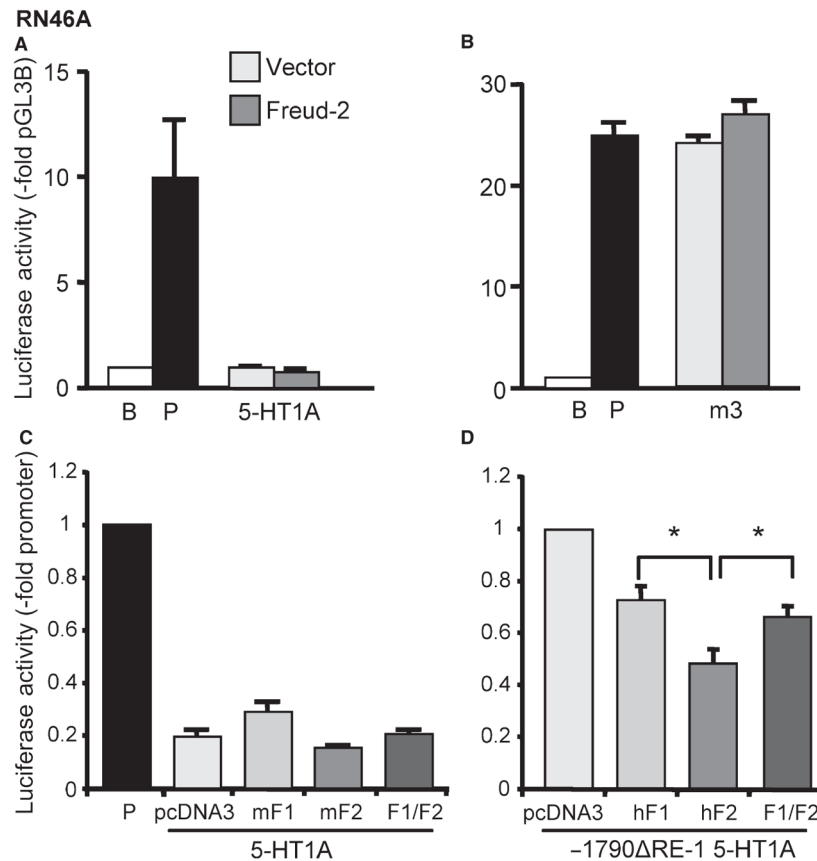 RN46A
A
Luciferase activity (-fold pGL3B)
15
10
5
0
Vector
Freud-2
B P 5-HT1A
B
30
20
10
0
B P m3
C
Luciferase activity (-fold promoter)
1.2
1
0.8
0.6
0.4
0.2
0
P pcDNA3 mF1 mF2 F1/F2
5-HT1A
D
1.2
1
0.8
0.6
0.4
0.2
0
* *
pcDNA3 hF1 hF2 F1/F2
–1790ΔRE-1 5-HT1A